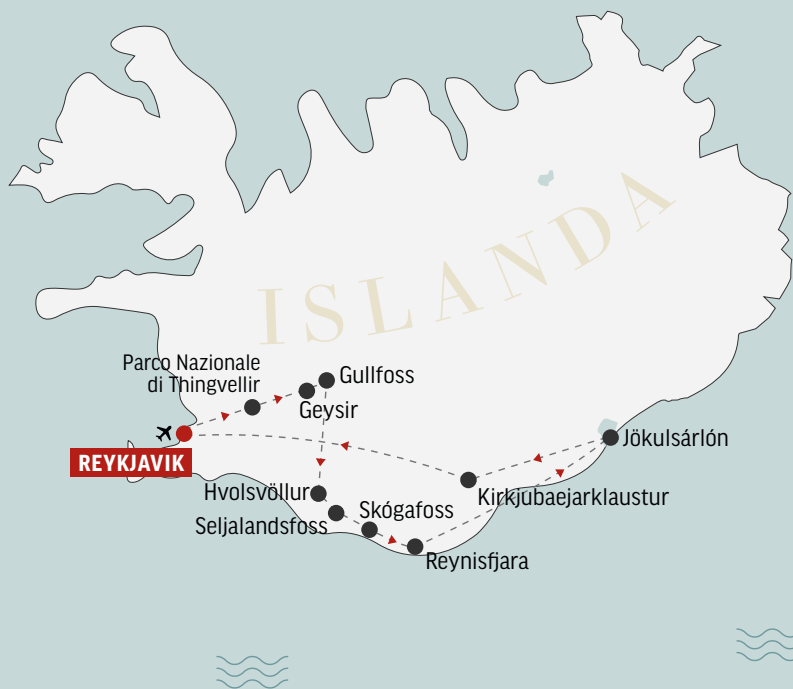 ISLANDA
Parco Nazionale
di Thingvellir
Gullfoss
Geysir
REYKJAVIK
Jökulsárlón
Hvolsvöllur
Kirkjubaejarklaustur
Skógafoss
Seljalandsfoss
Reynisfjara